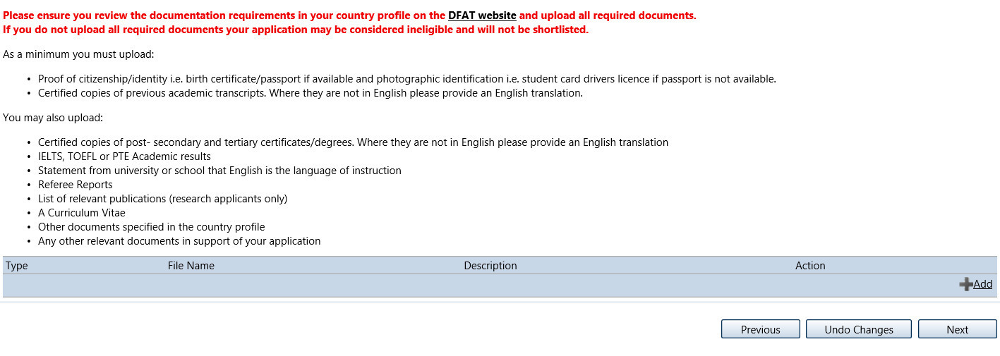 Please ensure you review the documentation requirements in your country profile on the DFAT website and upload all required documents.
If you do not upload all required documents your application may be considered ineligible and will not be shortlisted.
As a minimum you must upload:
• Proof of citizenship/identity i.e. birth certificate/passport if available and photographic identification i.e. student card drivers licence if passport is not available.
• Certified copies of previous academic transcripts. Where they are not in English please provide an English translation.
You may also upload:
• Certified copies of post- secondary and tertiary certificates/degrees. Where they are not in English please provide an English translation
• IELTS, TOEFL or PTE Academic results
• Statement from university or school that English is the language of instruction
• Referee Reports
• List of relevant publications (research applicants only)
• A Curriculum Vitae
• Other documents specified in the country profile
• Any other relevant documents in support of your application
Type File Name Description Action
Add
Previous Undo Changes Next